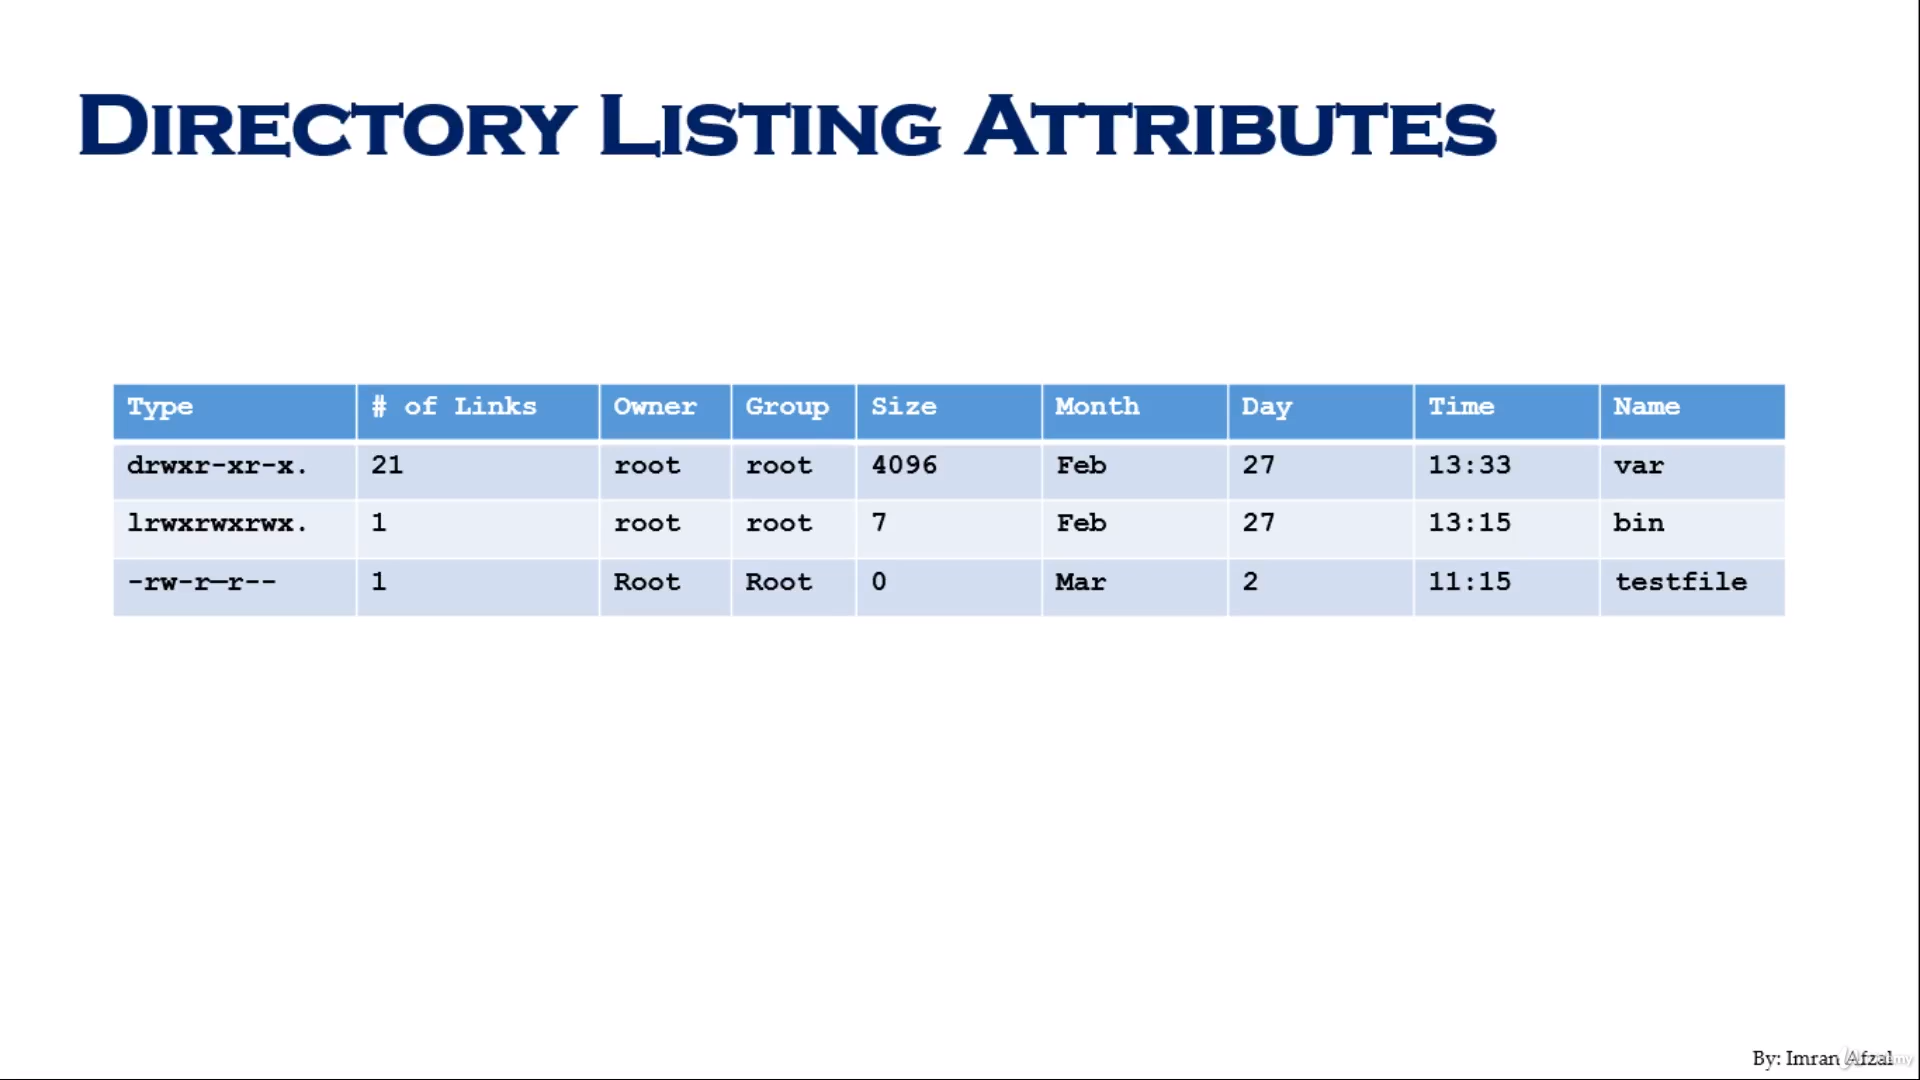 DIRECTORY LISTING ATTRIBUTES
Type # of Links Owner Group Size Month Day Time Name
drwxr-xr-x. 21 root root 4096 Feb 27 13:33 var
lrwxrwxrwx. 1 root root 7 Feb 27 13:15 bin
-rw-r—r-- 1 Root Root 0 Mar 2 11:15 testfile
By: Imran Afzal